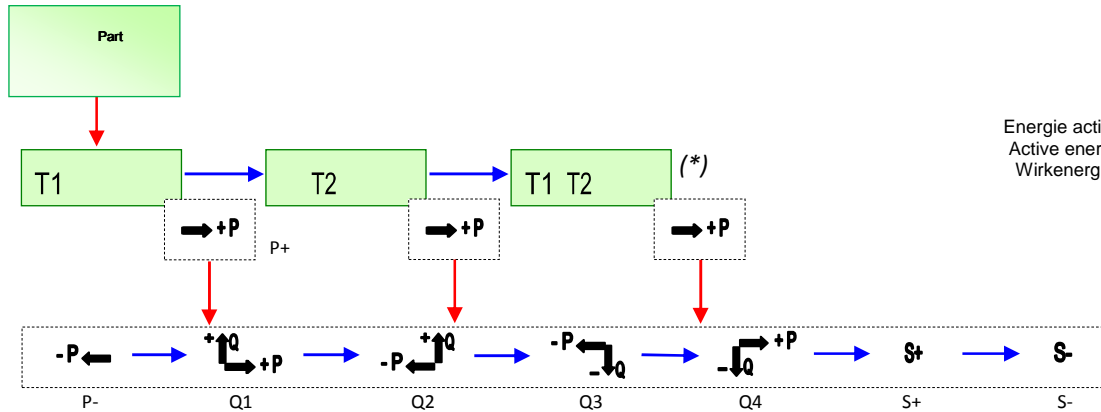 Part
Energie acti
Active ener
Wirkenerg
T1
T2
T1 T2
(*)
+P
+P
+P
P+
-P
+Q
+P
+Q
-P
-P
-Q
+P
-Q
S+
S-
P-
Q1
Q2
Q3
Q4
S+
S-